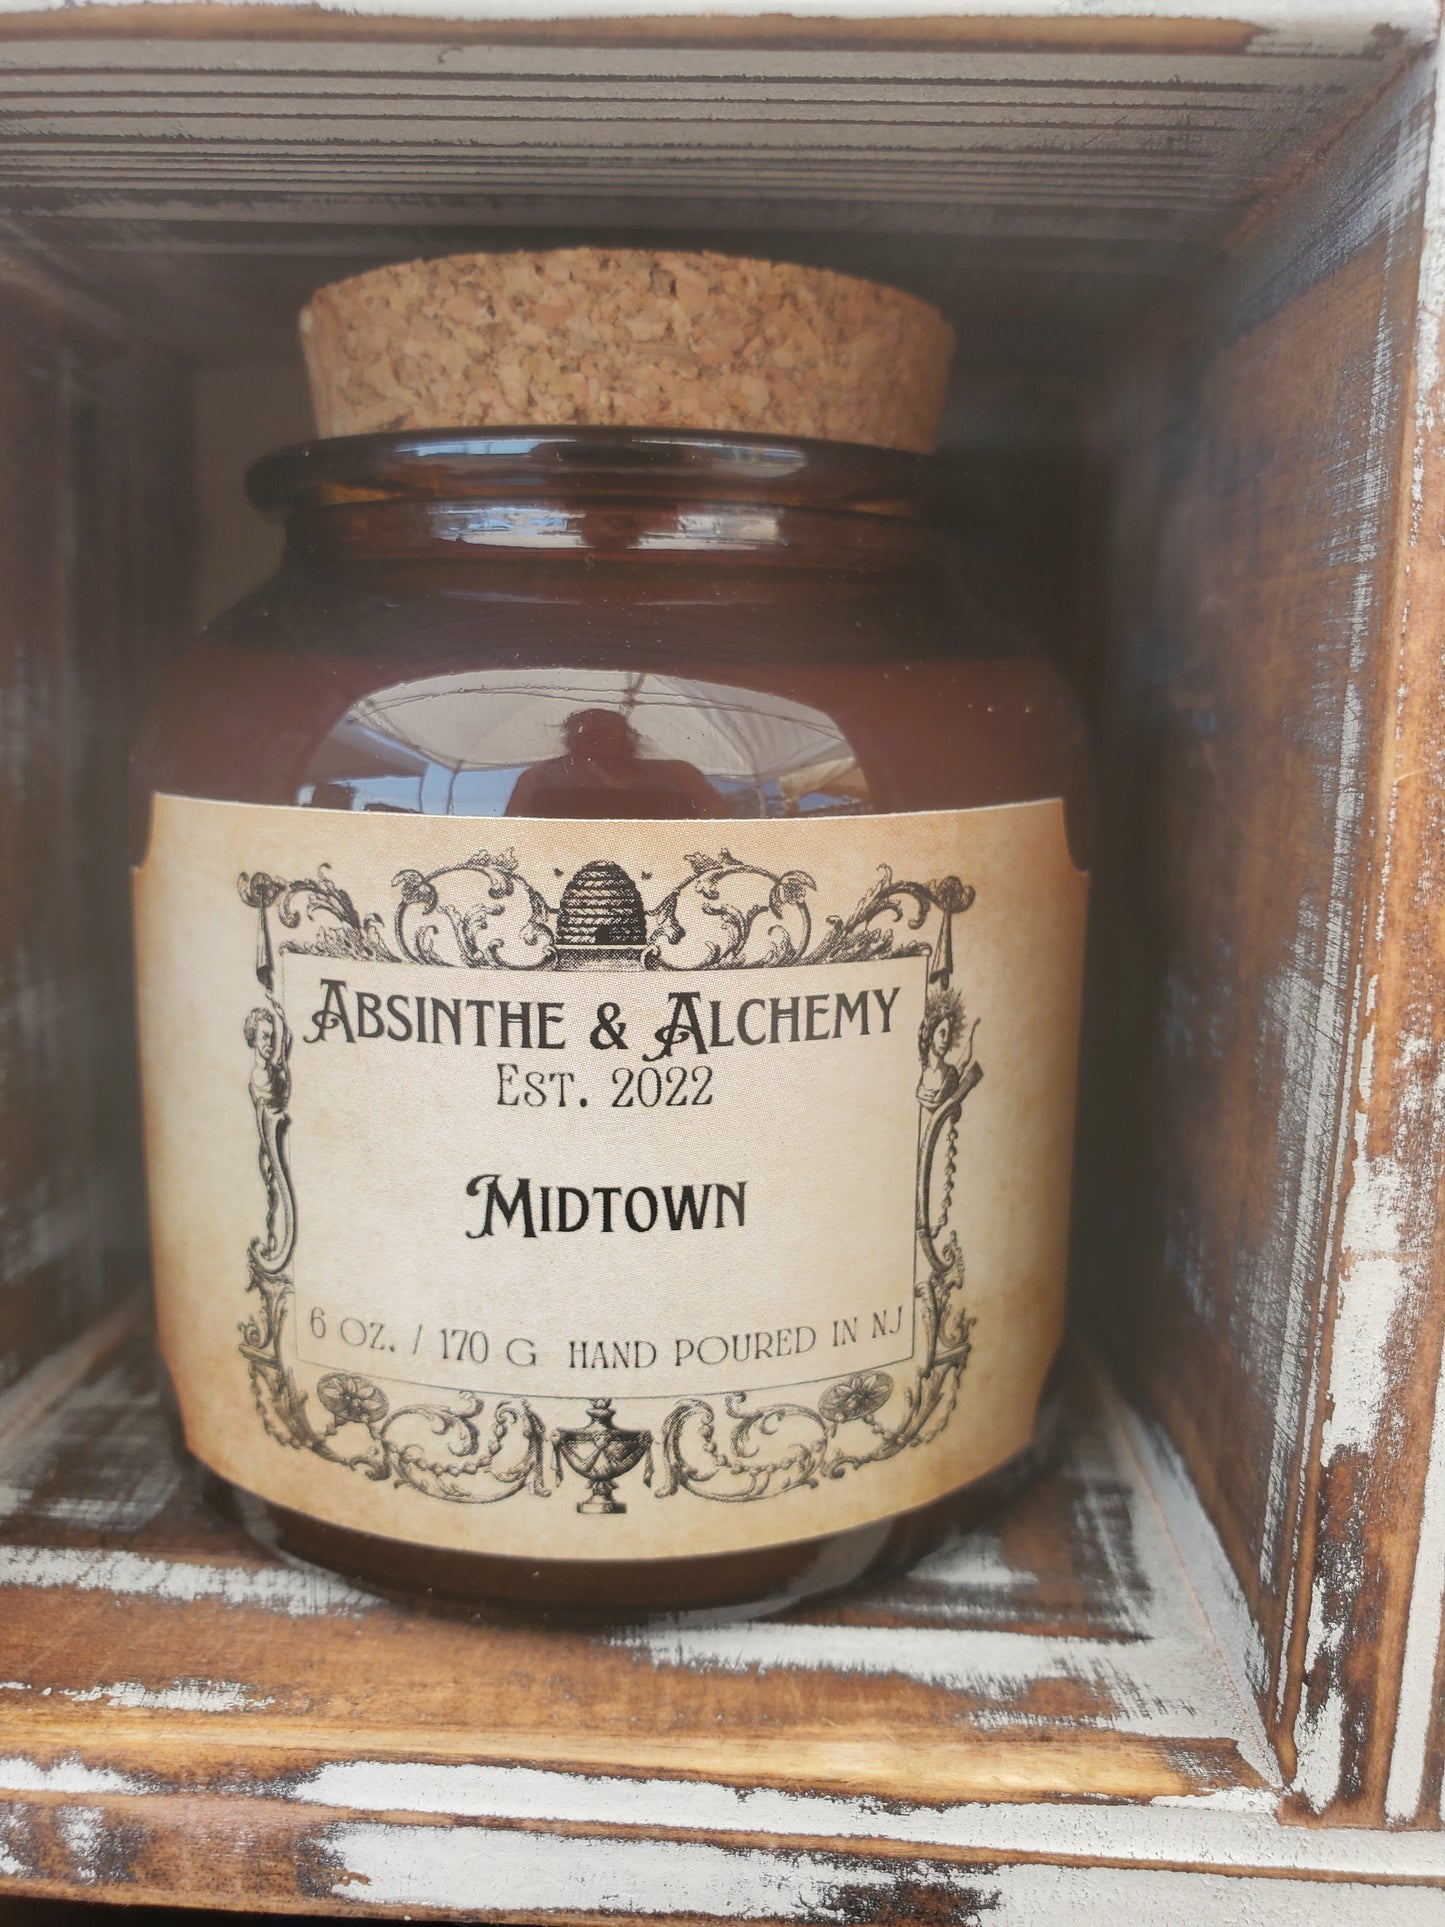 Absinthe & Alchemy
Est. 2022
Midtown
6 oz. / 170 g hand poured in NJ